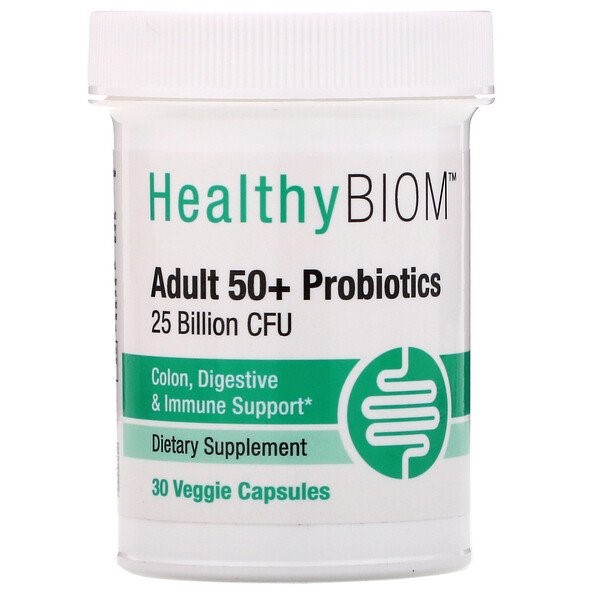 HealthyBIOM™
Adult 50+ Probiotics
25 Billion CFU
Colon, Digestive
& Immune Support*
Dietary Supplement
30 Veggie Capsules